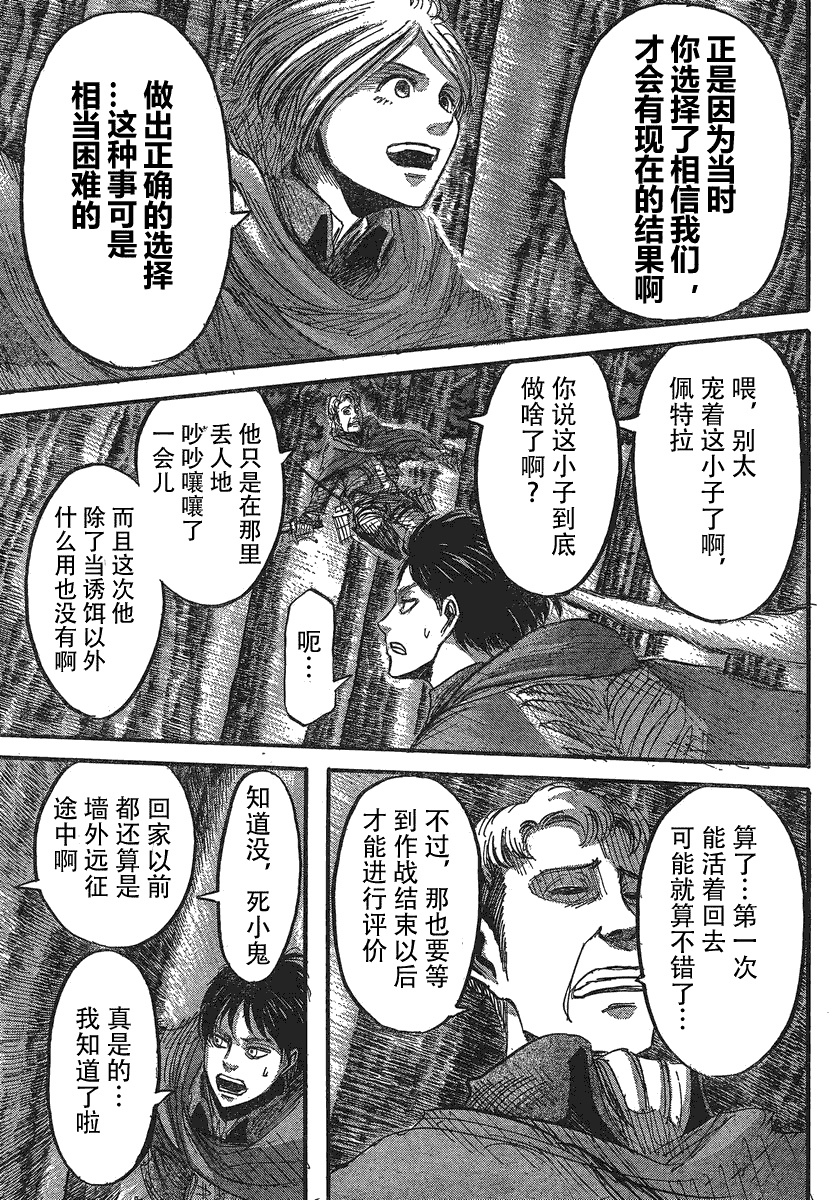 正是因为当时
你选择了相信我们，
才会有现在的结果啊
做出正确的选择
…这种事可是
相当困难的
喂，别太
宠着这小子了啊，
佩特拉
你说这小子到底
做啥了啊？
他只是在那里
丢人地
吵吵嚷嚷了
一会儿
而且这次他
除了当诱饵以外
什么用也没有啊
呃…
算了…第一次
能活着回去
可能就算不错了…
不过，那也要等
到作战结束以后
才能进行评价
知道没，死小鬼
回家以前
都还算是
墙外远征
途中啊
真是的…
我知道了啦